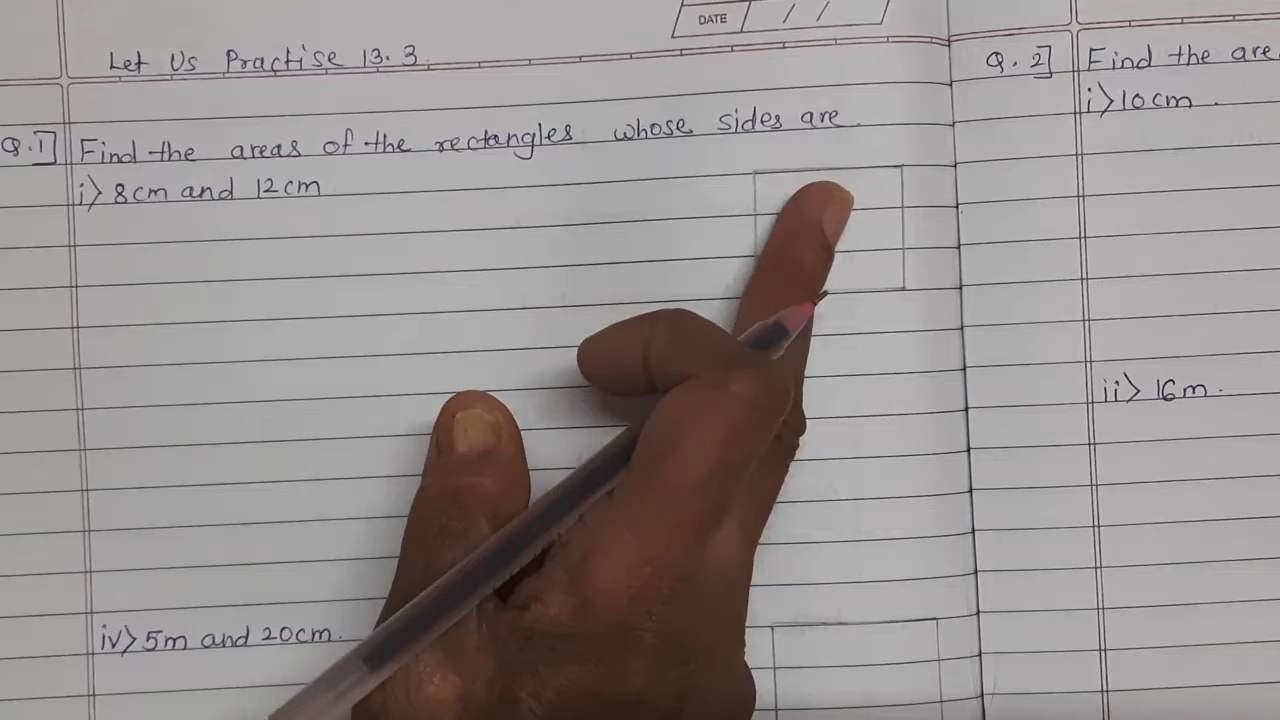 DATE / /
Let Us Practise 13.3.
Q.1] Find the areas of the rectangles whose sides are
i> 8cm and 12cm
iv> 5m and 20cm.
Q.2] Find the are
i> 10cm.
ii> 16m.